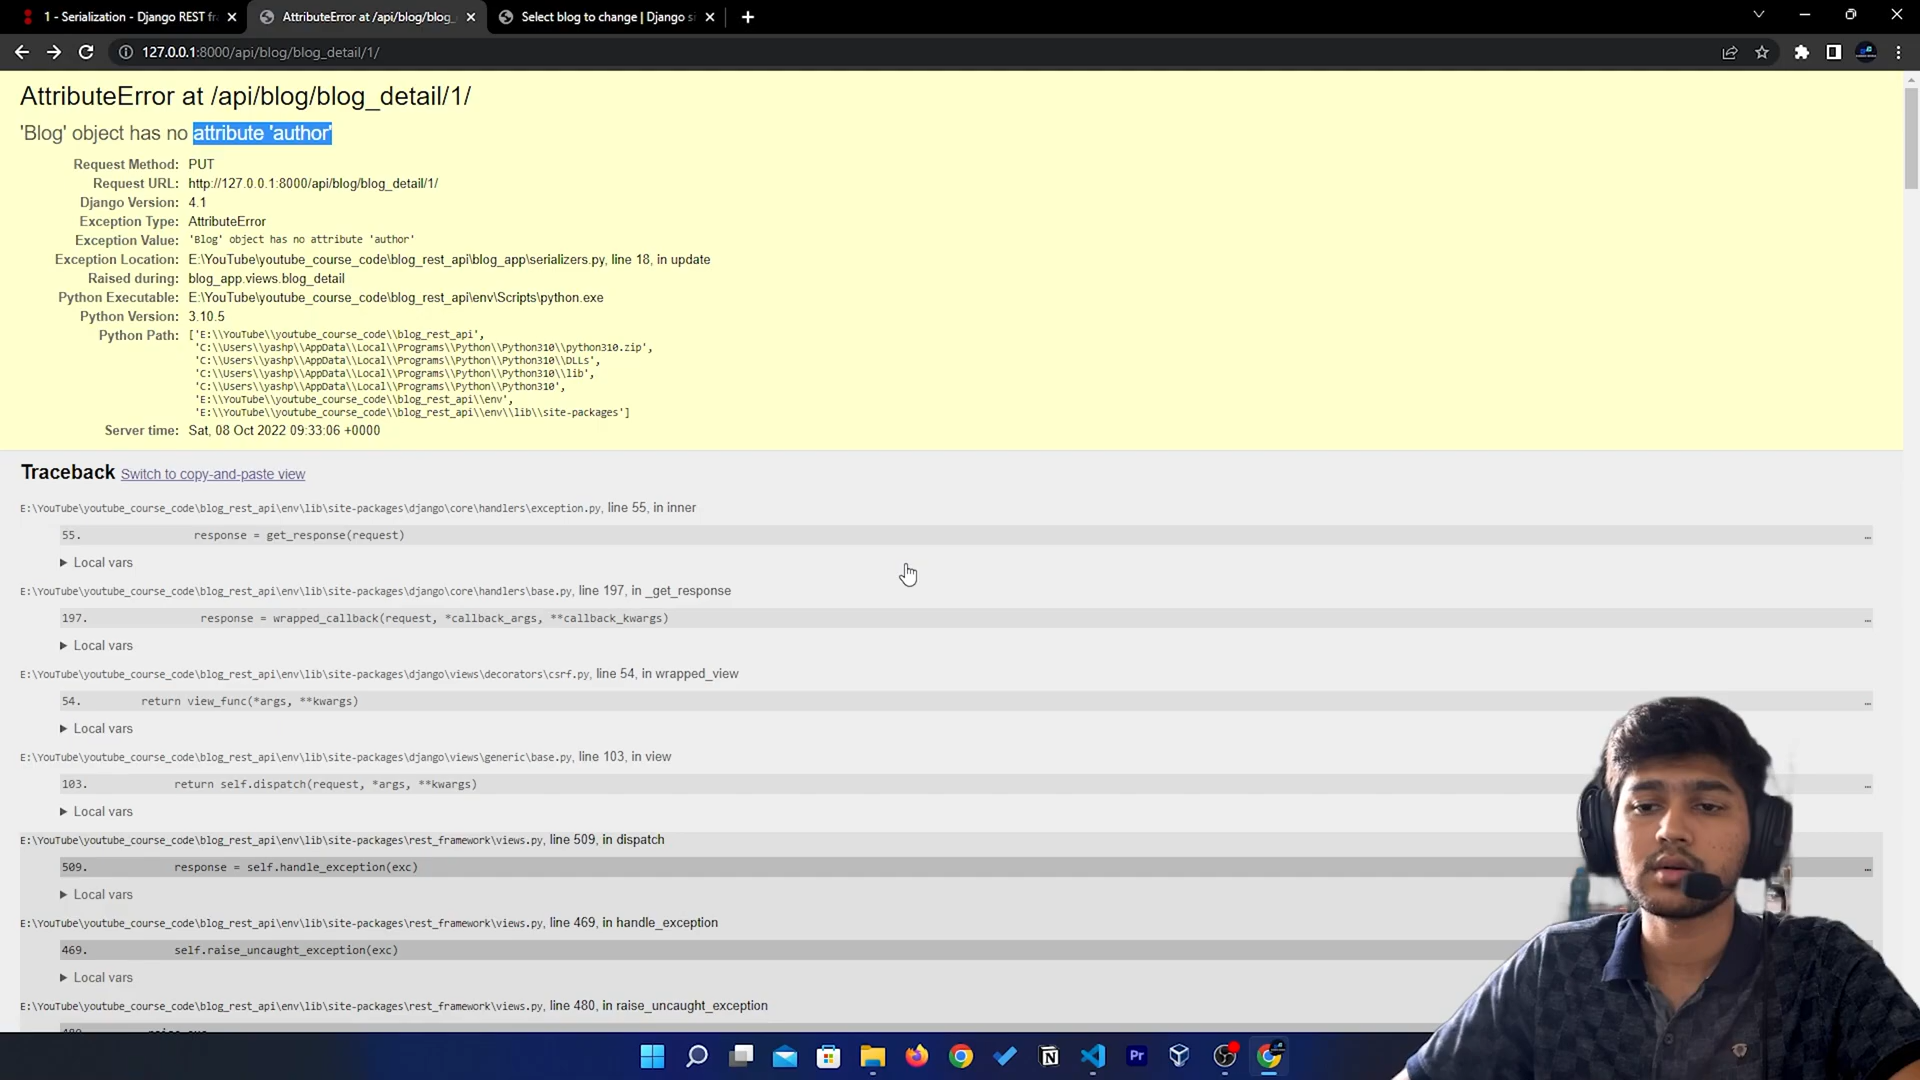 1 - Serialization - Django REST fr
AttributeError at /api/blog/blog_
Select blog to change | Django si
127.0.0.1:8000/api/blog/blog_detail/1/
AttributeError at /api/blog/blog_detail/1/
'Blog' object has no attribute 'author'
Request Method: PUT
Request URL: http://127.0.0.1:8000/api/blog/blog_detail/1/
Django Version: 4.1
Exception Type: AttributeError
Exception Value: 'Blog' object has no attribute 'author'
Exception Location: E:\YouTube\youtube_course_code\blog_rest_api\blog_app\serializers.py, line 18, in update
Raised during: blog_app.views.blog_detail
Python Executable: E:\YouTube\youtube_course_code\blog_rest_api\env\Scripts\python.exe
Python Version: 3.10.5
Python Path: ['E:\\YouTube\\youtube_course_code\\blog_rest_api',
'C:\\Users\\yashp\\AppData\\Local\\Programs\\Python\\Python310\\python310.zip',
'C:\\Users\\yashp\\AppData\\Local\\Programs\\Python\\Python310\\DLLs',
'C:\\Users\\yashp\\AppData\\Local\\Programs\\Python\\Python310\\lib',
'C:\\Users\\yashp\\AppData\\Local\\Programs\\Python\\Python310',
'E:\\YouTube\\youtube_course_code\\blog_rest_api\\env',
'E:\\YouTube\\youtube_course_code\\blog_rest_api\\env\\lib\\site-packages']
Server time: Sat, 08 Oct 2022 09:33:06 +0000
Traceback Switch to copy-and-paste view
E:\YouTube\youtube_course_code\blog_rest_api\env\lib\site-packages\django\core\handlers\exception.py, line 55, in inner
55. response = get_response(request) …
Local vars
E:\YouTube\youtube_course_code\blog_rest_api\env\lib\site-packages\django\core\handlers\base.py, line 197, in _get_response
197. response = wrapped_callback(request, *callback_args, **callback_kwargs) …
Local vars
E:\YouTube\youtube_course_code\blog_rest_api\env\lib\site-packages\django\views\decorators\csrf.py, line 54, in wrapped_view
54. return view_func(*args, **kwargs) …
Local vars
E:\YouTube\youtube_course_code\blog_rest_api\env\lib\site-packages\django\views\generic\base.py, line 103, in view
103. return self.dispatch(request, *args, **kwargs) …
Local vars
E:\YouTube\youtube_course_code\blog_rest_api\env\lib\site-packages\rest_framework\views.py, line 509, in dispatch
509. response = self.handle_exception(exc) …
Local vars
E:\YouTube\youtube_course_code\blog_rest_api\env\lib\site-packages\rest_framework\views.py, line 469, in handle_exception
469. self.raise_uncaught_exception(exc)
Local vars
E:\YouTube\youtube_course_code\blog_rest_api\env\lib\site-packages\rest_framework\views.py, line 480, in raise_uncaught_exception
Pr